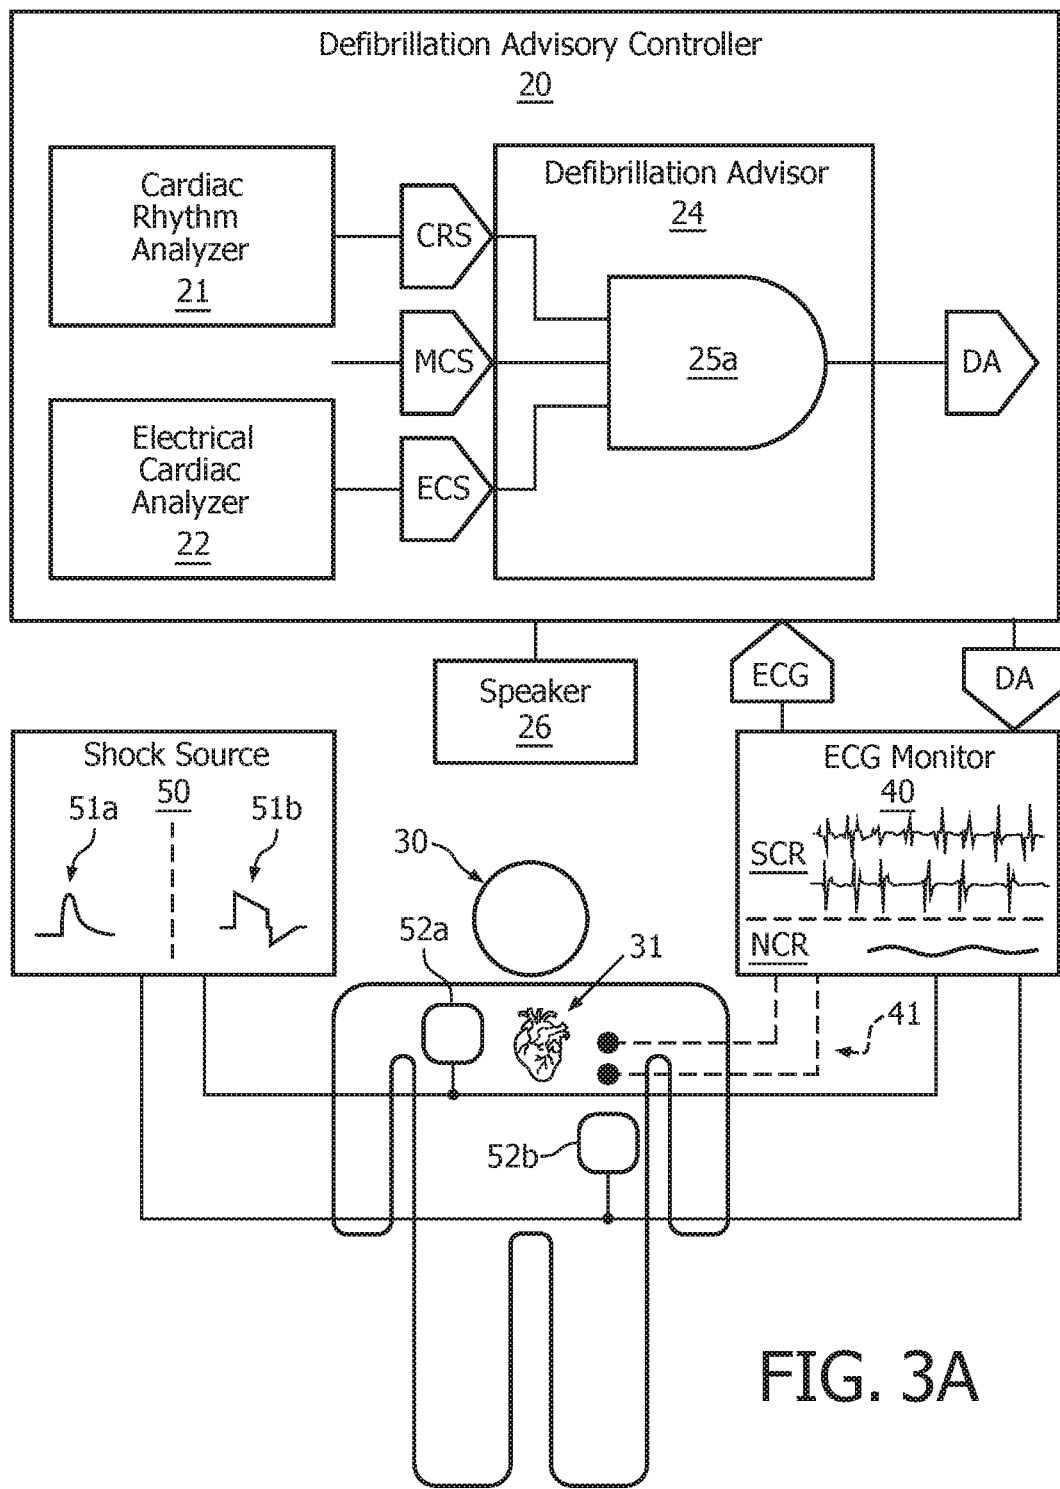 Defibrillation Advisory Controller
20
Cardiac
Rhythm
Analyzer
21
CRS
Defibrillation Advisor
24
MCS
25a
DA
Electrical
Cardiac
Analyzer
22
ECS
Speaker
26
ECG
DA
Shock Source
50
51a
51b
ECG Monitor
40
SCR
NCR
30
52a
31
41
52b
FIG. 3A